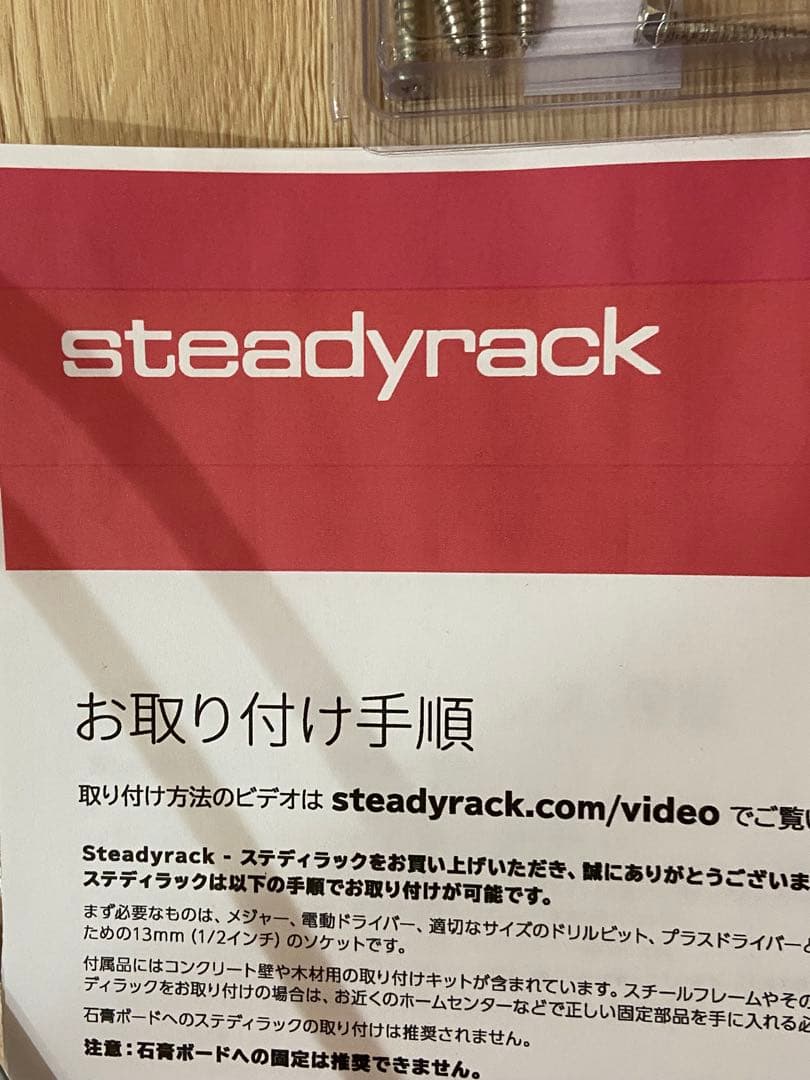 steadyrack
お取り付け手順
取り付け方法のビデオは steadyrack.com/video でご覧い
Steadyrack - ステディラックをお買い上げいただき、誠にありがとうございま
ステディラックは以下の手順でお取り付けが可能です。
まず必要なものは、メジャー、電動ドライバー、適切なサイズのドリルビット、プラスドライバーと
ための13mm (1/2インチ) のソケットです。
付属品にはコンクリート壁や木材用の取り付けキットが含まれています。スチールフレームやその
ディラックをお取り付けの場合は、お近くのホームセンターなどで正しい固定部品を手に入れる必
石膏ボードへのステディラックの取り付けは推奨されません。
注意：石膏ボードへの固定は推奨できません。